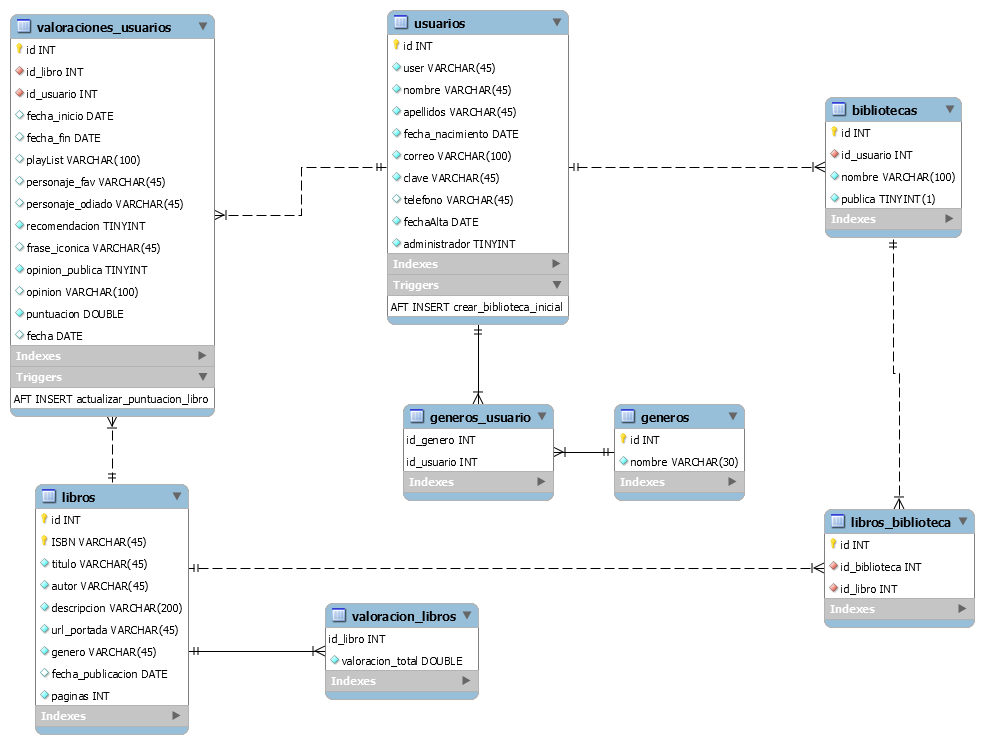 valoraciones_usuarios
id INT
id_libro INT
id_usuario INT
fecha_inicio DATE
fecha_fin DATE
playList VARCHAR(100)
personaje_fav VARCHAR(45)
personaje_odiado VARCHAR(45)
recomendacion TINYINT
frase_iconica VARCHAR(45)
opinion_publica TINYINT
opinion VARCHAR(100)
puntuacion DOUBLE
fecha DATE
Indexes
Triggers
AFT INSERT actualizar_puntuacion_libro
usuarios
id INT
user VARCHAR(45)
nombre VARCHAR(45)
apellidos VARCHAR(45)
fecha_nacimiento DATE
correo VARCHAR(100)
clave VARCHAR(45)
telefono VARCHAR(45)
fechaAlta DATE
administrador TINYINT
Indexes
Triggers
AFT INSERT crear_biblioteca_inicial
bibliotecas
id INT
id_usuario INT
nombre VARCHAR(100)
publica TINYINT(1)
Indexes
generos_usuario
id_genero INT
id_usuario INT
Indexes
generos
id INT
nombre VARCHAR(30)
Indexes
libros
id INT
ISBN VARCHAR(45)
titulo VARCHAR(45)
autor VARCHAR(45)
descripcion VARCHAR(200)
url_portada VARCHAR(45)
genero VARCHAR(45)
fecha_publicacion DATE
paginas INT
Indexes
valoracion_libros
id_libro INT
valoracion_total DOUBLE
Indexes
libros_biblioteca
id INT
id_biblioteca INT
id_libro INT
Indexes